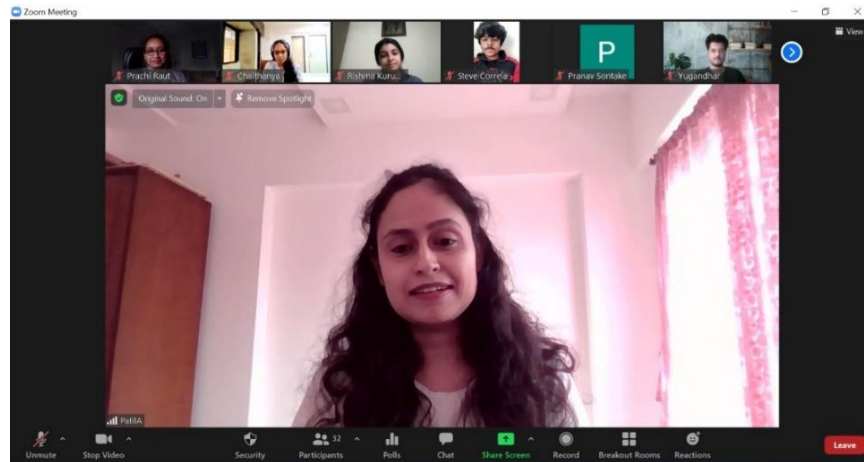 Zoom Meeting
View
Prachi Raut
Chaithanya
Rishma Kuru...
Steve Correia
P
Pranav Sontake
Yugandhar
Original Sound: On
Remove Spotlight
PatilA
32
Unmute
Stop Video
Security
Participants
Polls
Chat
Share Screen
Record
Breakout Rooms
Reactions
Leave